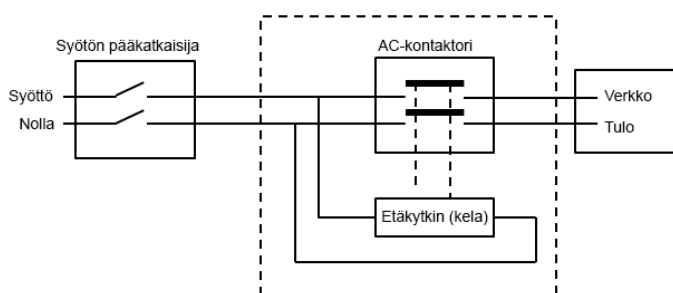 Syötön pääkatkaisija
AC-kontaktori
Syöttö
Nolla
Verkko
Tulo
Etäkytkin (kela)